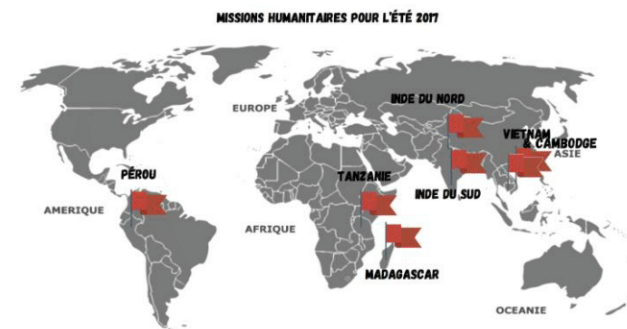 MISSIONS HUMANITAIRES POUR L'ÉTÉ 2017
EUROPE
INDE DU NORD
VIETNAM
& CAMBODGE
ASIE
PÉROU
TANZANIE
INDE DU SUD
AMERIQUE
AFRIQUE
MADAGASCAR
OCEANIE